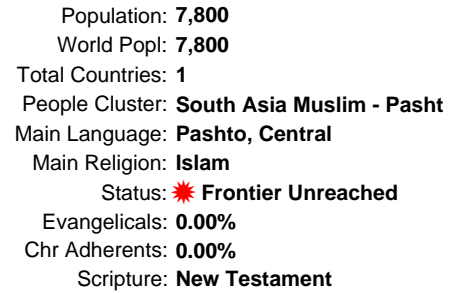 Population: 7,800
World Popl: 7,800
Total Countries: 1
People Cluster: South Asia Muslim - Pasht
Main Language: Pashto, Central
Main Religion: Islam
Status: Frontier Unreached
Evangelicals: 0.00%
Chr Adherents: 0.00%
Scripture: New Testament